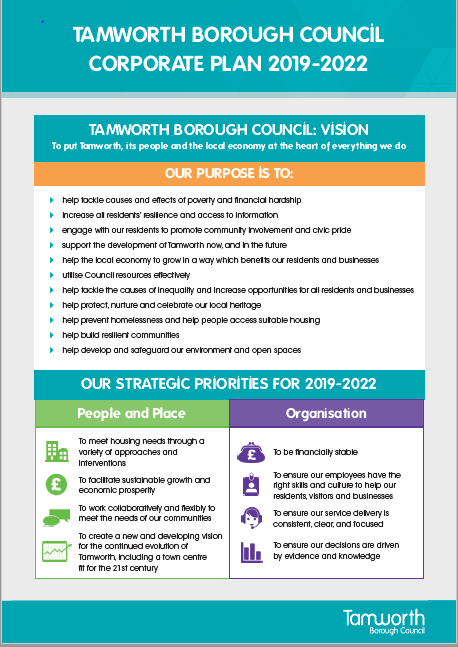 TAMWORTH BOROUGH COUNCIL
CORPORATE PLAN 2019-2022
TAMWORTH BOROUGH COUNCIL: VISION
To put Tamworth, its people and the local economy at the heart of everything we do
OUR PURPOSE IS TO:
help tackle causes and effects of poverty and financial hardship
increase all residents' resilience and access to information
engage with our residents to promote community involvement and civic pride
support the development of Tamworth now, and in the future
help the local economy to grow in a way which benefits our residents and businesses
utilise Council resources effectively
help tackle the causes of inequality and increase opportunities for all residents and businesses
help protect, nurture and celebrate our local heritage
help prevent homelessness and help people access suitable housing
help build resilient communities
help develop and safeguard our environment and open spaces
OUR STRATEGIC PRIORITIES FOR 2019-2022
People and Place
To meet housing needs through a
variety of approaches and
interventions
£
To facilitate sustainable growth and
economic prosperity
To work collaboratively and flexibly to
meet the needs of our communities
To create a new and developing vision
for the continued evolution of
Tamworth, including a town centre
fit for the 21st century
Organisation
£
To be financially stable
To ensure our employees have the
right skills and culture to help our
residents, visitors and businesses
To ensure our service delivery is
consistent, clear, and focused
To ensure our decisions are driven
by evidence and knowledge
Tamworth
Borough Council